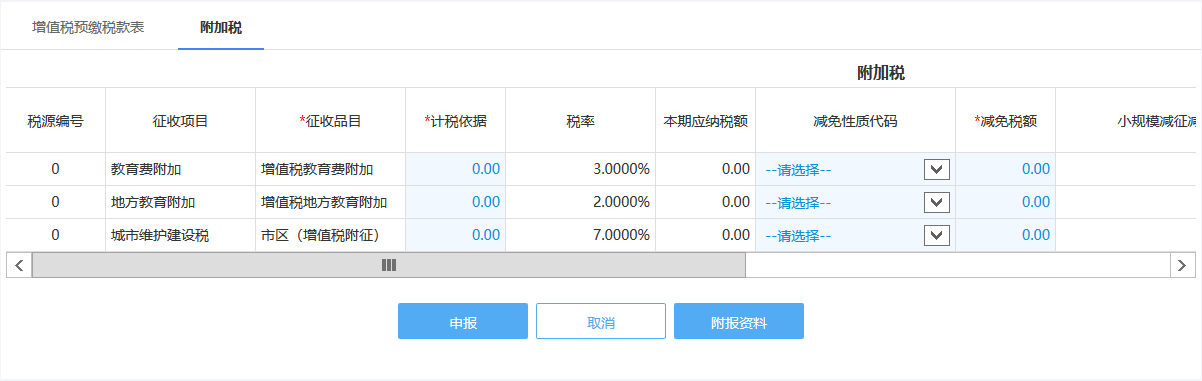 增值税预缴税款表 附加税
附加税
税源编号 征收项目 *征收品目 *计税依据 税率 本期应纳税额 减免性质代码 *减免税额 小规模减征减
0 教育费附加 增值税教育费附加 0.00 3.0000% 0.00 --请选择-- 0.00
0 地方教育附加 增值税地方教育附加 0.00 2.0000% 0.00 --请选择-- 0.00
0 城市维护建设税 市区（增值税附征） 0.00 7.0000% 0.00 --请选择-- 0.00
申报 取消 附报资料